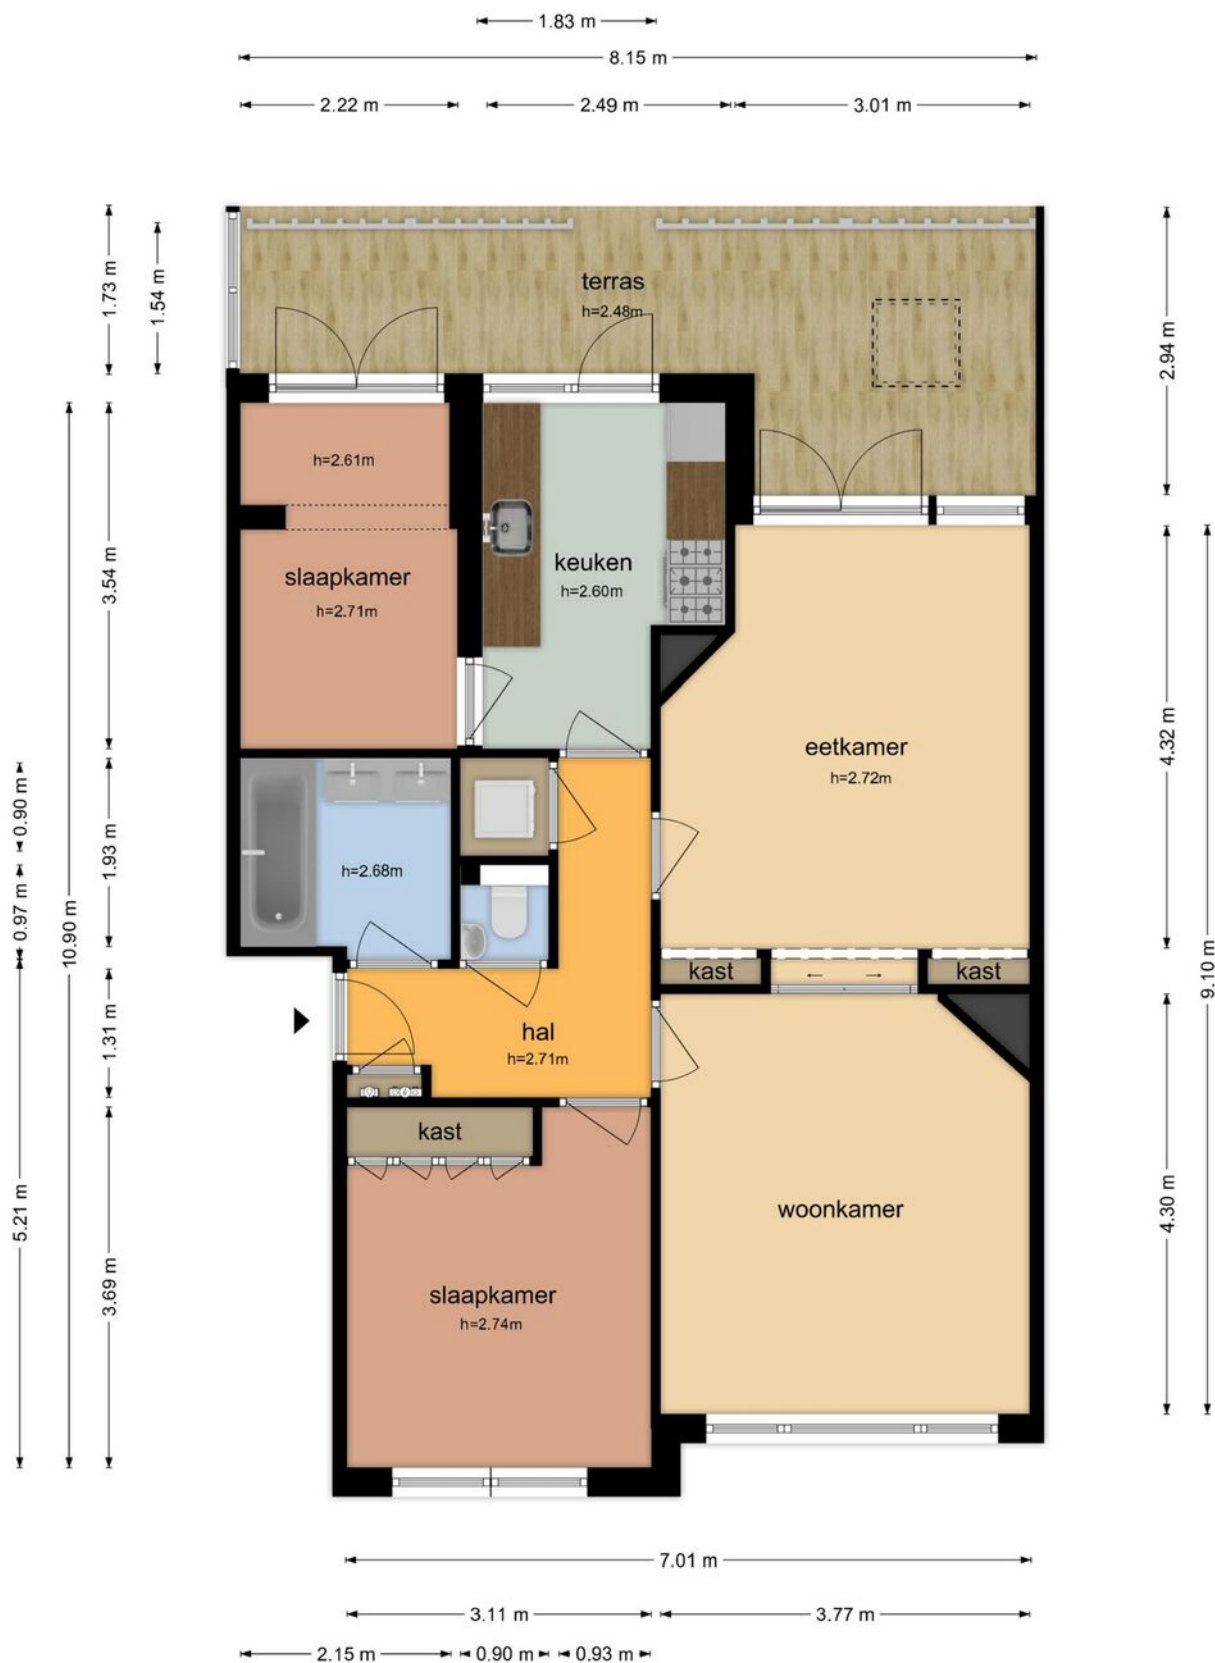 1.83 m
8.15 m
2.22 m
2.49 m
3.01 m
1.73 m
1.54 m
2.94 m
terras
h=2.48m
h=2.61m
slaapkamer
h=2.71m
keuken
h=2.60m
3.54 m
eetkamer
h=2.72m
4.32 m
0.90 m
0.97 m
1.93 m
10.90 m
9.10 m
h=2.68m
kast
kast
hal
h=2.71m
1.31 m
kast
5.21 m
3.69 m
4.30 m
woonkamer
slaapkamer
h=2.74m
7.01 m
3.11 m
3.77 m
2.15 m
0.90 m
0.93 m